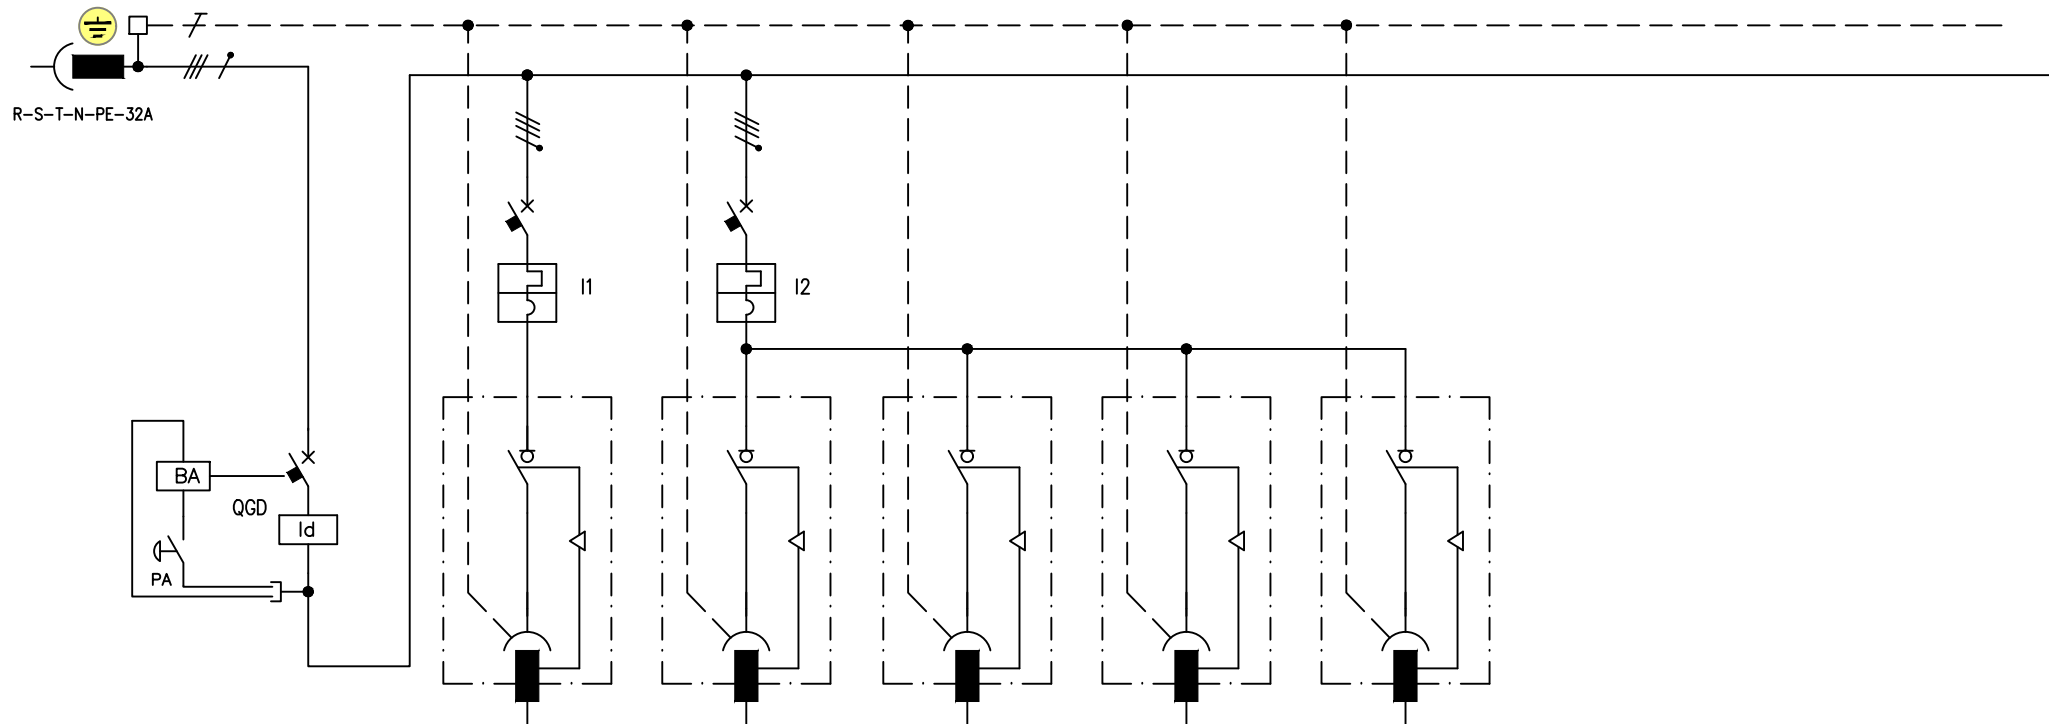 R-S-T-N-PE-32A
I1
I2
BA
QGD
Id
PA